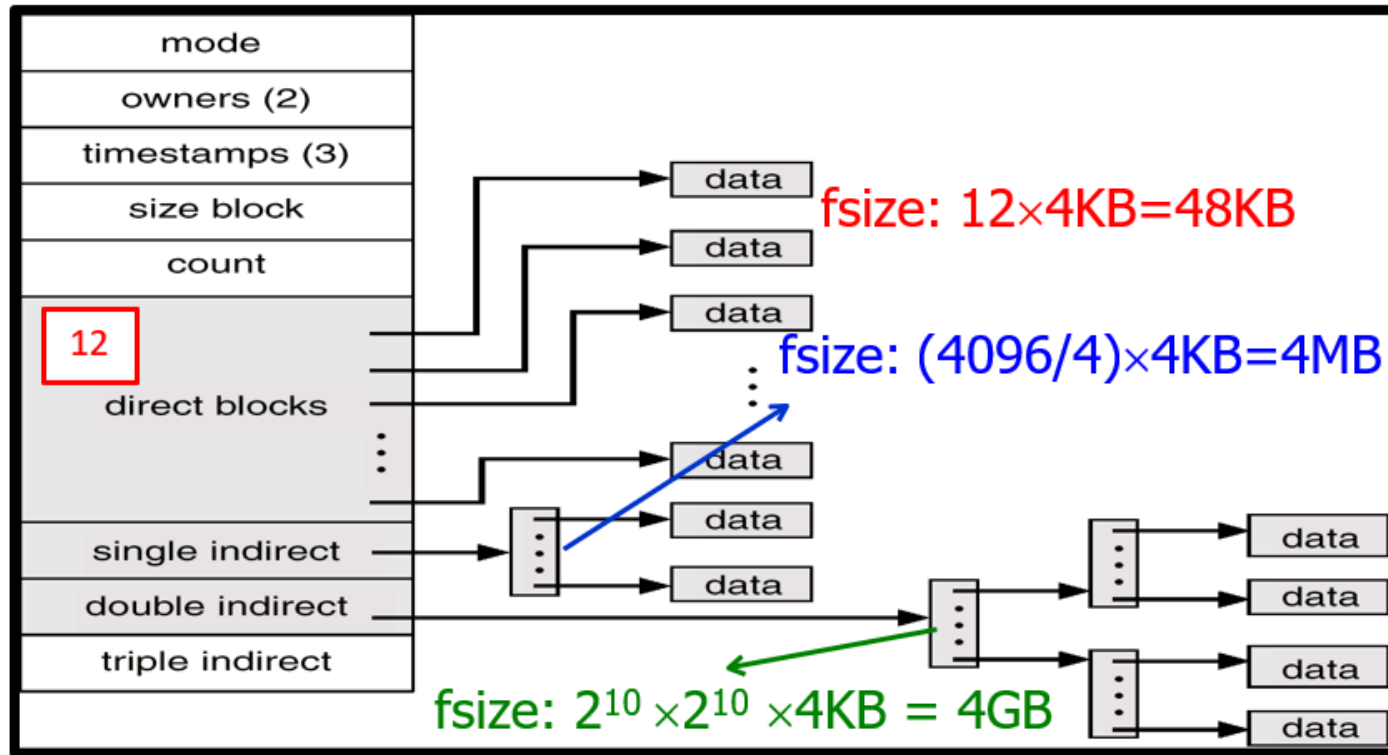 mode
owners (2)
timestamps (3)
size block
count
12
direct blocks
single indirect
double indirect
triple indirect
data
data
data
data
data
data
fsize: 12×4KB=48KB
fsize: (4096/4)×4KB=4MB
fsize: 2¹⁰ ×2¹⁰ ×4KB = 4GB
data
data
data
data